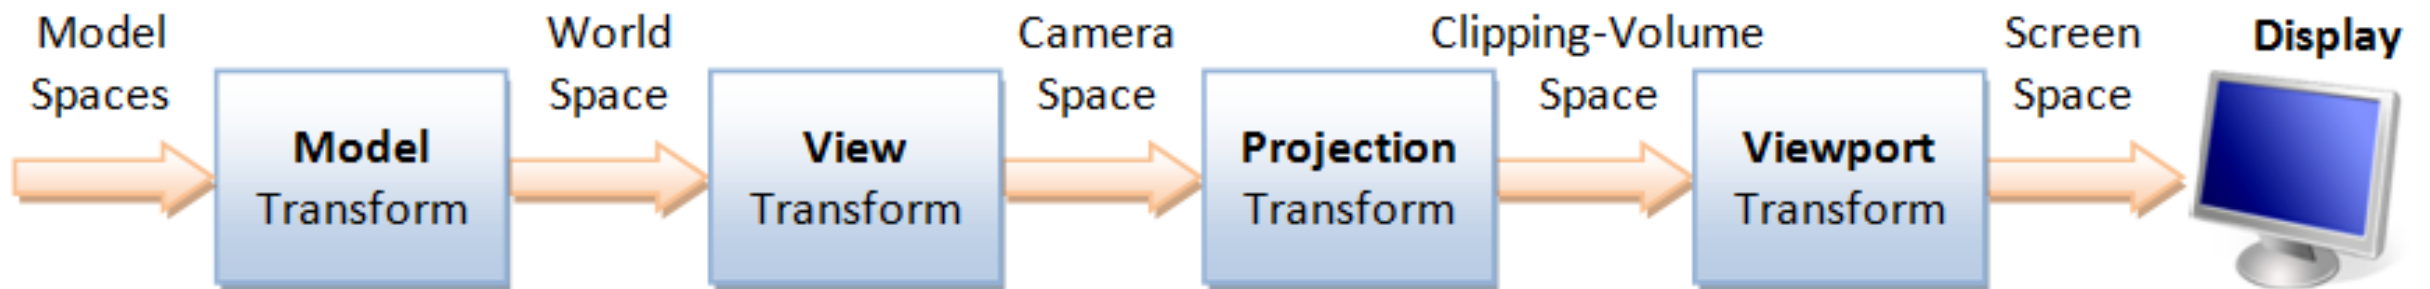 Model
Spaces
Model
Transform
World
Space
View
Transform
Camera
Space
Projection
Transform
Clipping-Volume
Space
Viewport
Transform
Screen
Space
Display